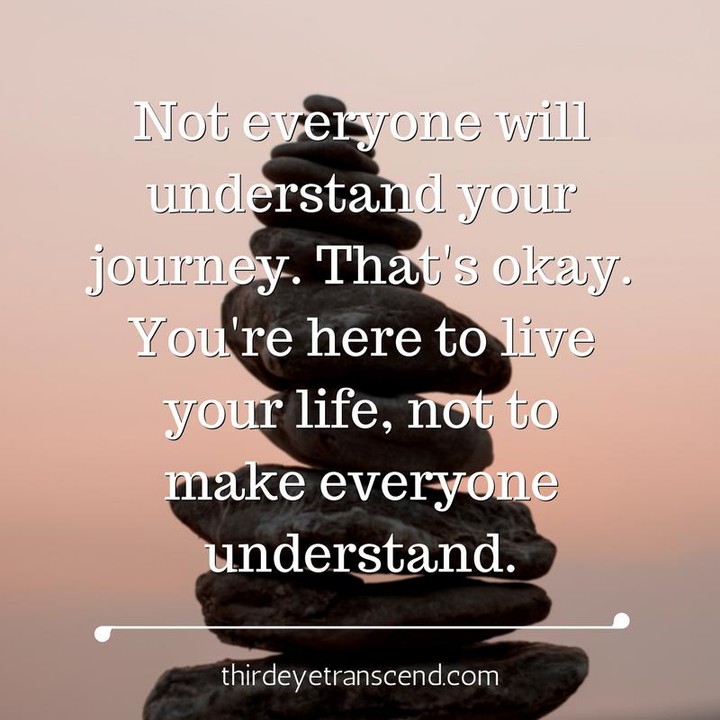 Not everyone will
understand your
journey. That's okay.
You're here to live
your life, not to
make everyone
understand.
thirdeyetranscend.com